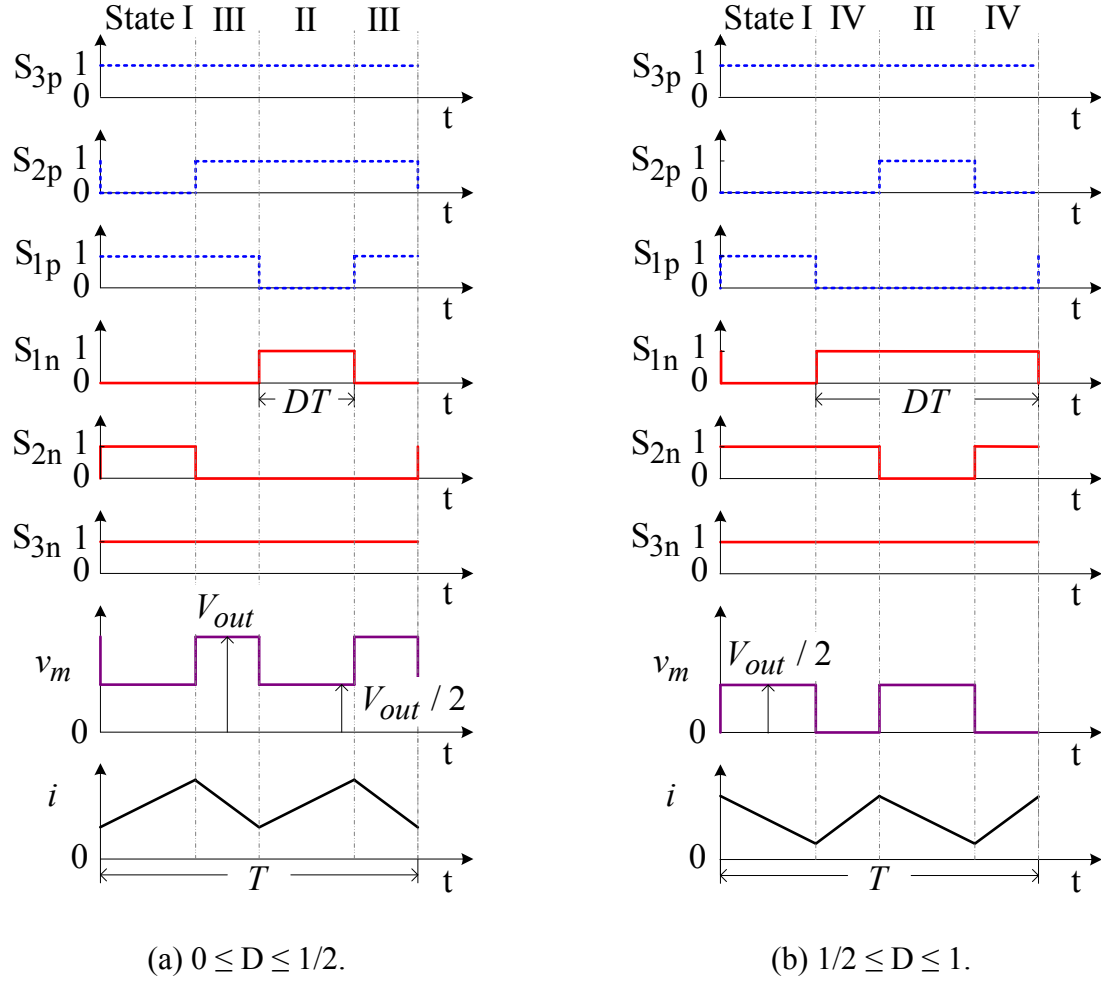 State I III II III
S3p 1
0
t
S2p 1
0
t
S1p 1
0
t
S1n 1
0
DT
t
S2n 1
0
t
S3n 1
0
t
Vout
vm
Vout / 2
0
t
i
0
T
t
(a) 0 ≤ D ≤ 1/2.
State I IV II IV
S3p 1
0
t
S2p 1
0
t
S1p 1
0
t
S1n 1
0
DT
t
S2n 1
0
t
S3n 1
0
t
vm
Vout / 2
0
t
i
0
T
t
(b) 1/2 ≤ D ≤ 1.